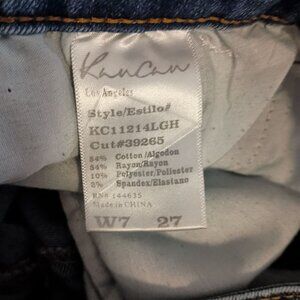 KanCan
Los Angeles
Style/Estilo#
KC11214LGH
Cut#39265
54% Cotton/Algodon
34% Rayon/Rayon
10% Polyester/Poliester
2% Spandex/Elastano
RN# 144635
Made in CHINA
W7 27